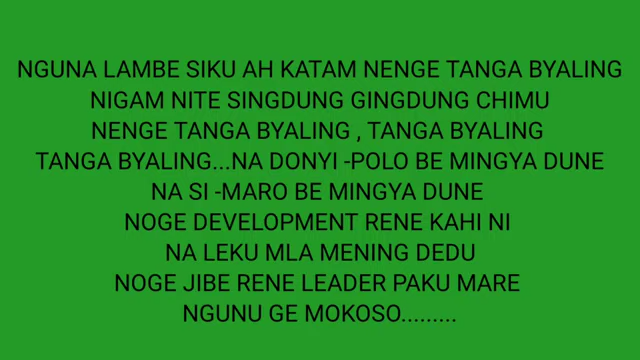 NGUNA LAMBE SIKU AH KATAM NENGE TANGA BYALING
NIGAM NITE SINGDUNG GINGDUNG CHIMU
NENGE TANGA BYALING , TANGA BYALING
TANGA BYALING...NA DONYI -POLO BE MINGYA DUNE
NA SI -MARO BE MINGYA DUNE
NOGE DEVELOPMENT RENE KAHI NI
NA LEKU MLA MENING DEDU
NOGE JIBE RENE LEADER PAKU MARE
NGUNU GE MOKOSO.........